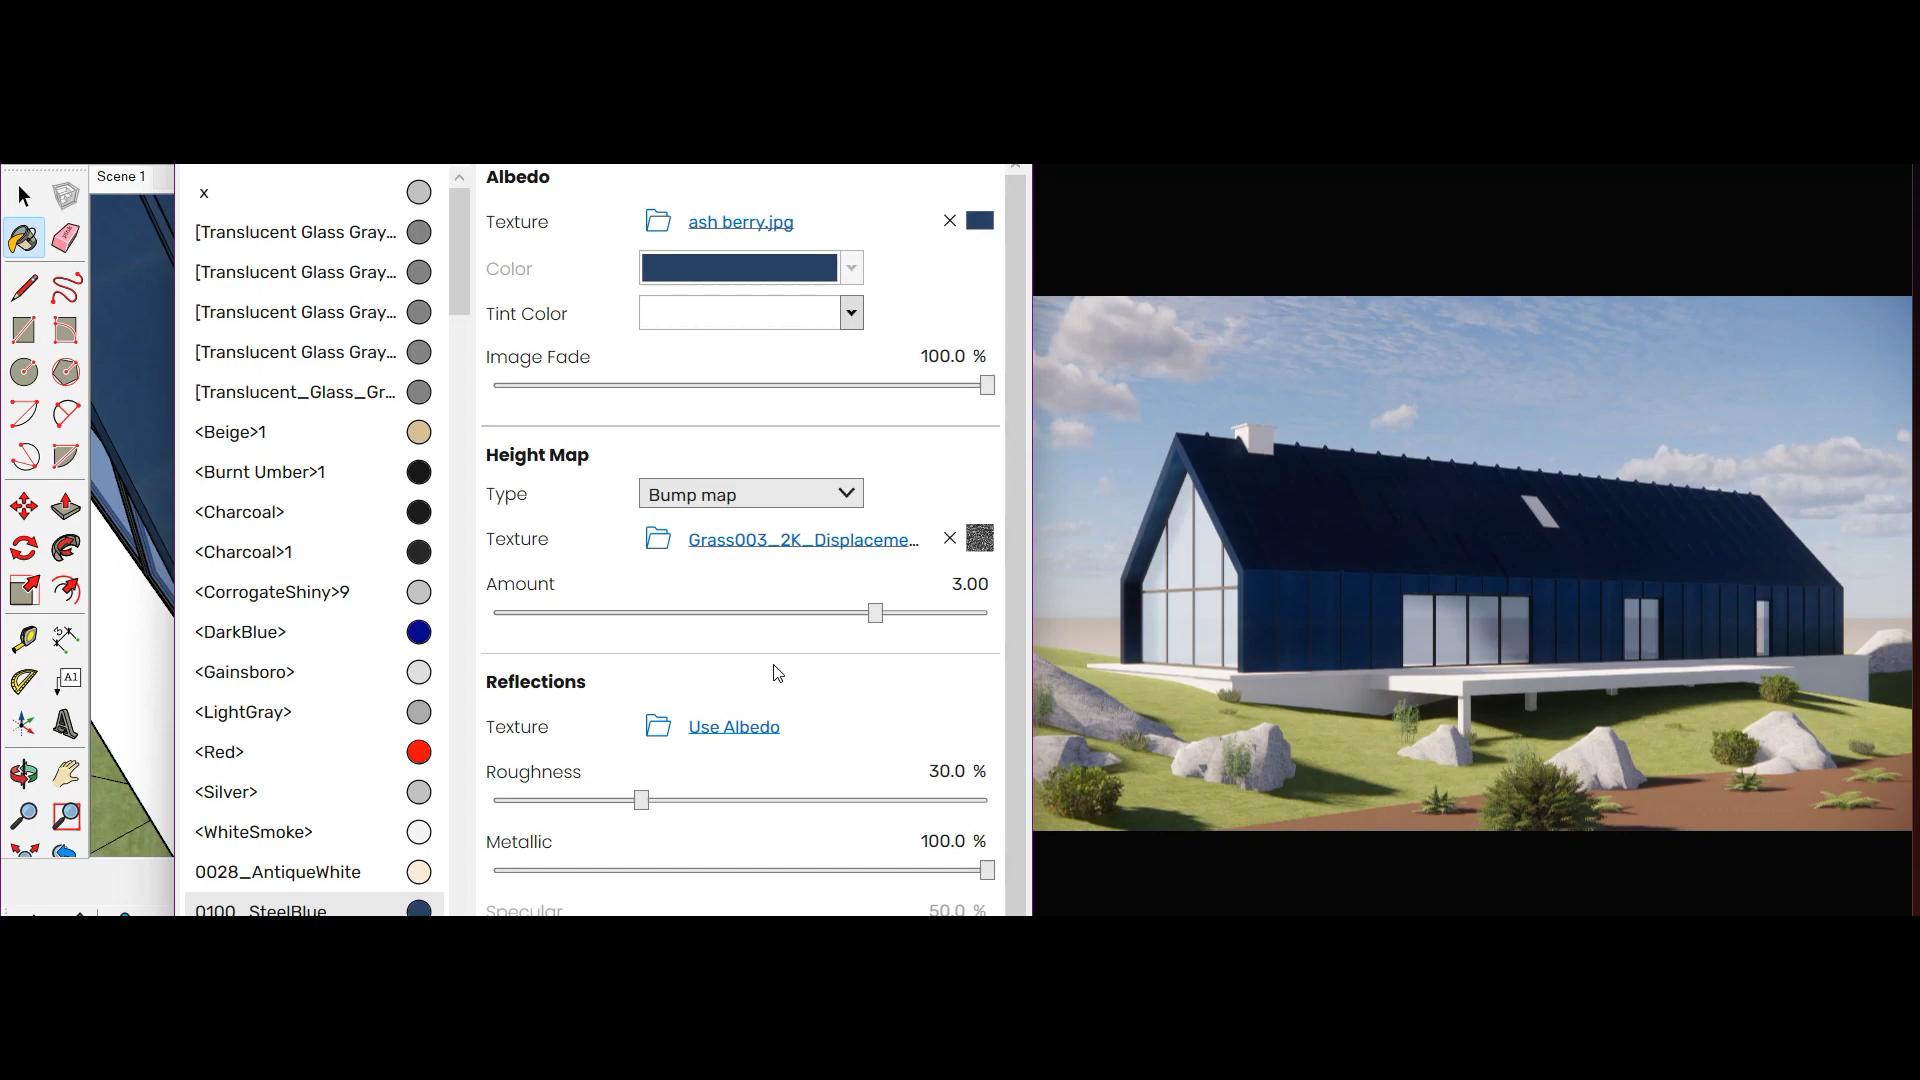 Scene 1
x
[Translucent Glass Gray...
[Translucent Glass Gray...
[Translucent Glass Gray...
[Translucent Glass Gray...
[Translucent_Glass_Gr...
<Beige>1
<Burnt Umber>1
<Charcoal>
<Charcoal>1
<CorrogateShiny>9
<DarkBlue>
<Gainsboro>
<LightGray>
<Red>
<Silver>
<WhiteSmoke>
0028_AntiqueWhite
0100_SteelBlue
Albedo
Texture ash berry.jpg
Color
Tint Color
Image Fade 100.0 %
Height Map
Type Bump map
Texture Grass003_2K_Displaceme...
Amount 3.00
Reflections
Texture Use Albedo
Roughness 30.0 %
Metallic 100.0 %
Specular 50.0 %
A1